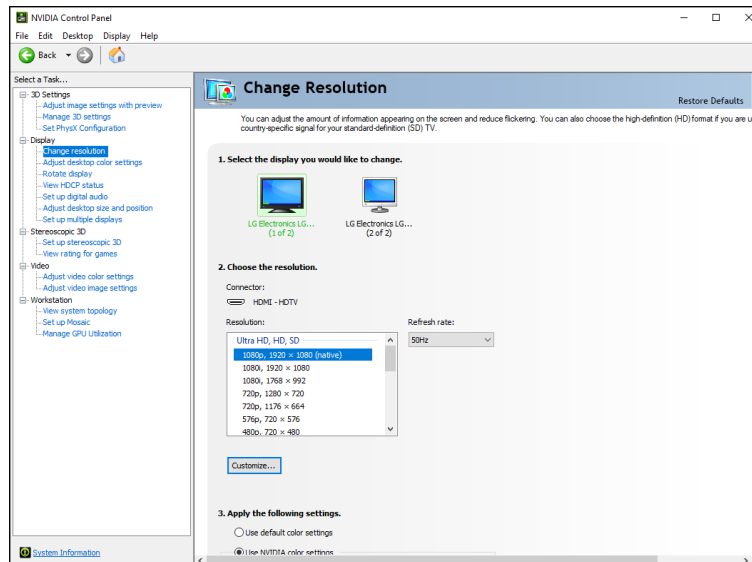 NVIDIA Control Panel
File Edit Desktop Display Help
Back
Select a Task...
3D Settings
Adjust image settings with preview
Manage 3D settings
Set PhysX Configuration
Display
Change resolution
Adjust desktop color settings
Rotate display
View HDCP status
Set up digital audio
Adjust desktop size and position
Set up multiple displays
Stereoscopic 3D
Set up stereoscopic 3D
View rating for games
Video
Adjust video color settings
Adjust video image settings
Workstation
View system topology
Set up Mosaic
Manage GPU Utilization
System Information
Change Resolution
Restore Defaults
You can adjust the amount of information appearing on the screen and reduce flickering. You can also choose the high-definition (HD) format if you are u
country-specific signal for your standard-definition (SD) TV.
1. Select the display you would like to change.
LG Electronics LG... LG Electronics LG...
(1 of 2) (2 of 2)
2. Choose the resolution.
Connector:
HDMI - HDTV
Resolution: Refresh rate:
Ultra HD, HD, SD 50Hz
1080p, 1920 × 1080 (native)
1080i, 1920 × 1080
1080i, 1768 × 992
720p, 1280 × 720
720p, 1176 × 664
576p, 720 × 576
480p, 720 × 480
Customize...
3. Apply the following settings.
Use default color settings
Use NVIDIA color settings